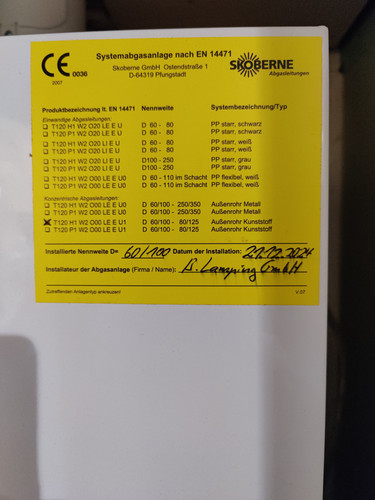 Systemabgasanlage nach EN 14471
CE 0036
2007
Skoberne GmbH Ostendstraße 1
D-64319 Pfungstadt
SKOBERNE
Abgasleitungen
Produktbezeichnung lt. EN 14471 Nennweite Systembezeichnung/Typ
Einwandige Abgasleitungen:
T120 H1 W2 O20 LE E U D 60 - 80 PP starr, schwarz
T120 P1 W2 O20 LE E U D 60 - 80 PP starr, schwarz
T120 H1 W2 O20 LI E U D 60 - 80 PP starr, weiß
T120 P1 W2 O20 LI E U D 60 - 80 PP starr, weiß
T120 H1 W2 O20 LI E U D100 - 250 PP starr, grau
T120 P1 W2 O20 LI E U D100 - 250 PP starr, grau
T120 H1 W2 O20 LE E U0 D 60 - 110 im Schacht PP flexibel, weiß
T120 P1 W2 O00 LE E U0 D 60 - 110 im Schacht PP flexibel, weiß
Konzentrische Abgasleitungen:
T120 H1 W2 O00 LE E U0 D 60/100 - 250/350 Außenrohr Metall
T120 P1 W2 O00 LE E U0 D 60/100 - 250/350 Außenrohr Metall
T120 H1 W2 O00 LE E U1 D 60/100 - 80/125 Außenrohr Kunststoff
T120 P1 W2 O00 LE E U1 D 60/100 - 80/125 Außenrohr Kunststoff
Installierte Nennweite D= 60/100 Datum der Installation: 27.12.2024
Installateur der Abgasanlage (Firma / Name): GmbH
Zutreffenden Anlagentyp ankreuzen!